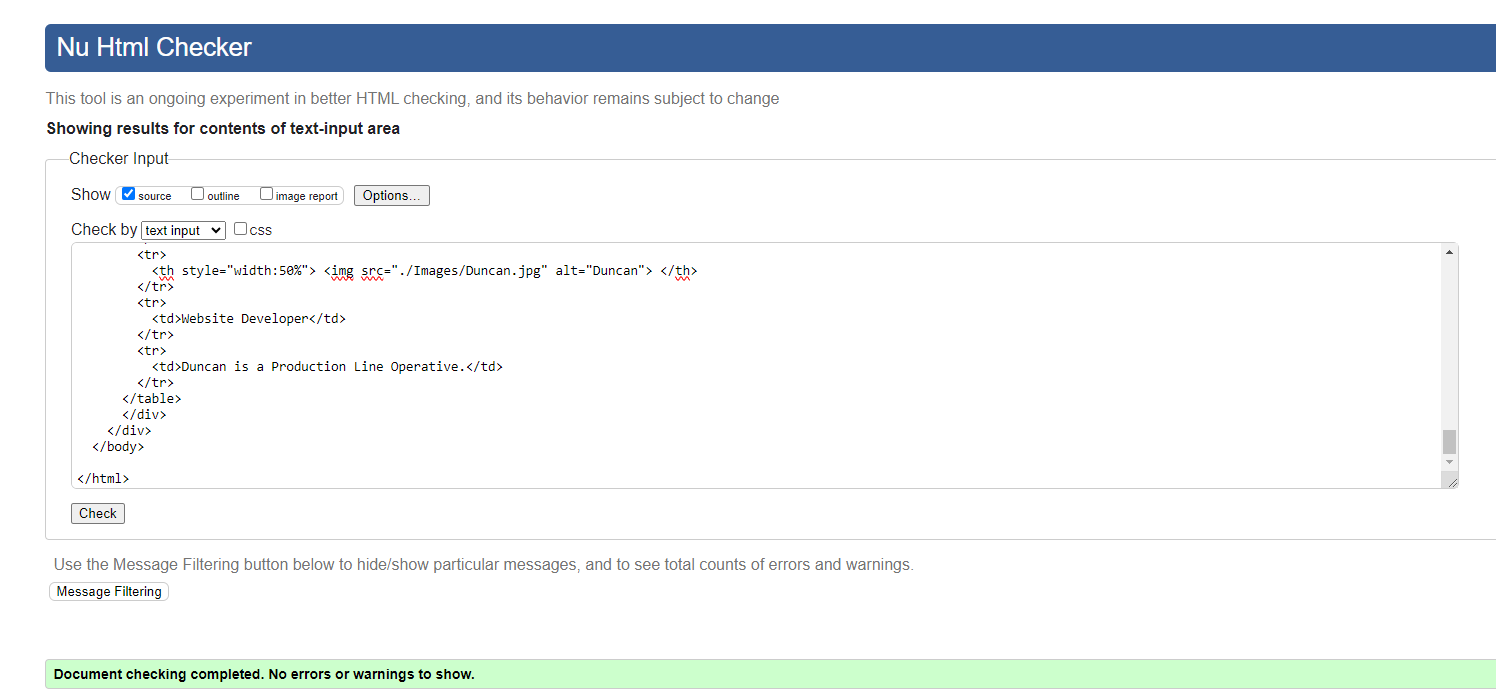 Nu Html Checker
This tool is an ongoing experiment in better HTML checking, and its behavior remains subject to change
Showing results for contents of text-input area
Checker Input
Show source outline image report Options...
Check by text input css
<tr>
<th style="width:50%"> <img src="./Images/Duncan.jpg" alt="Duncan"> </th>
</tr>
<tr>
<td>Website Developer</td>
</tr>
<tr>
<td>Duncan is a Production Line Operative.</td>
</tr>
</table>
</div>
</div>
</body>
</html>
Check
Use the Message Filtering button below to hide/show particular messages, and to see total counts of errors and warnings.
Message Filtering
Document checking completed. No errors or warnings to show.